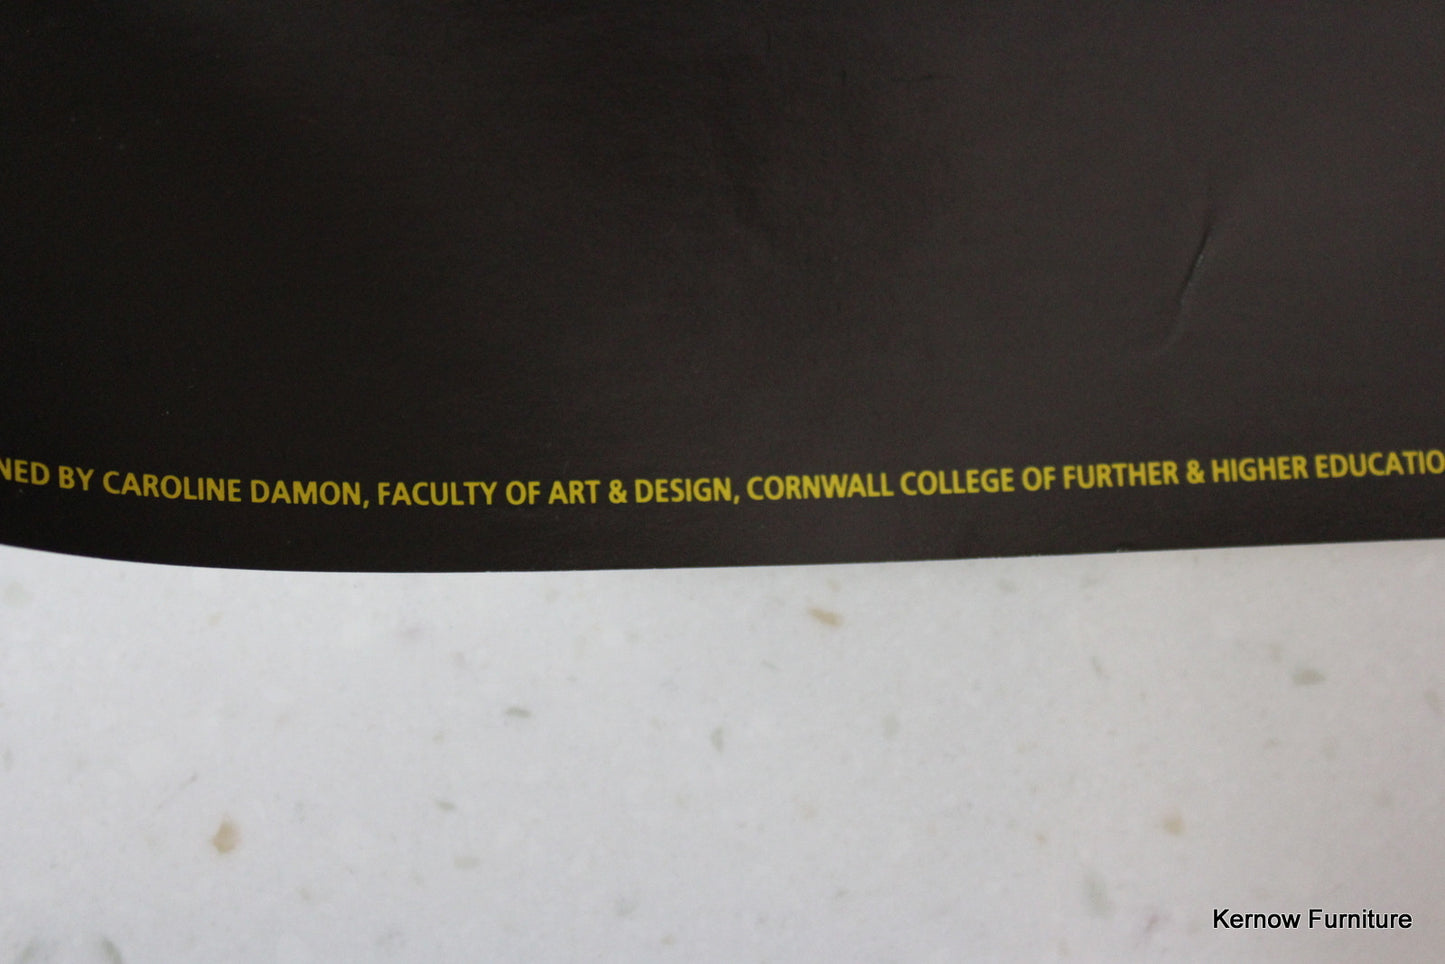 NED BY CAROLINE DAMON, FACULTY OF ART & DESIGN, CORNWALL COLLEGE OF FURTHER & HIGHER EDUCATIO
Kernow Furniture